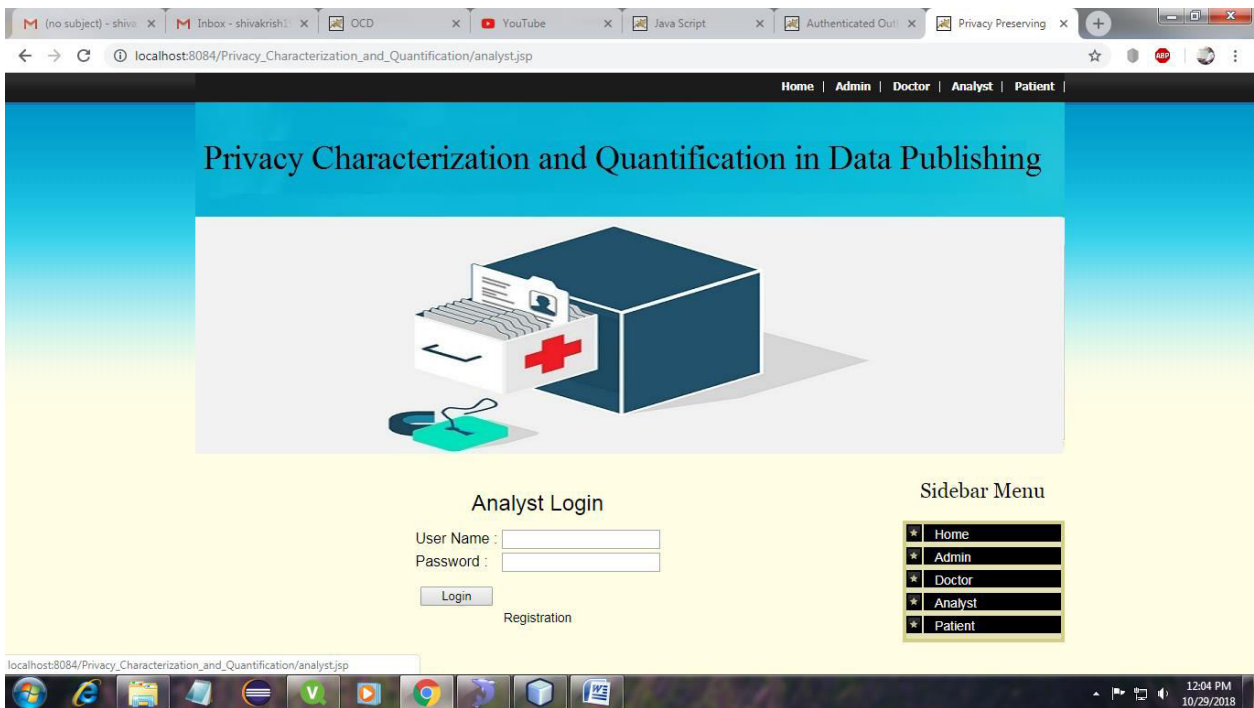 (no subject) - shiva
Inbox - shivakrish1
OCD
YouTube
Java Script
Authenticated Out
Privacy Preserving
localhost:8084/Privacy_Characterization_and_Quantification/analyst.jsp
ABP
Home | Admin | Doctor | Analyst | Patient |
Privacy Characterization and Quantification in Data Publishing
Analyst Login
User Name :
Password :
Login
Registration
Sidebar Menu
Home
Admin
Doctor
Analyst
Patient
localhost:8084/Privacy_Characterization_and_Quantification/analyst.jsp
12:04 PM
10/29/2018